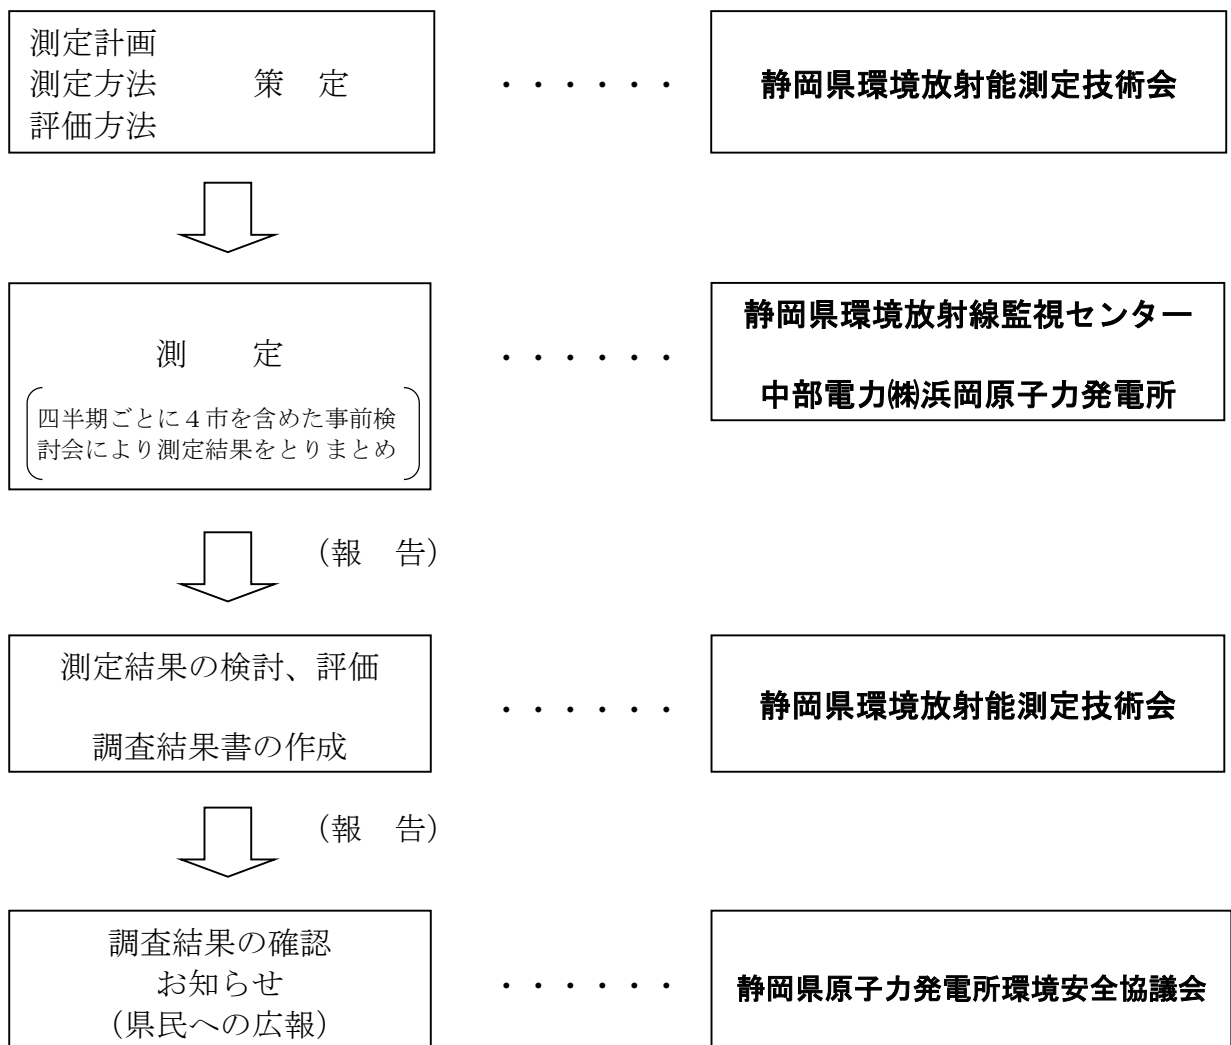 測定計画
測定方法　　策　定
評価方法
・・・・・・
静岡県環境放射能測定技術会
測　　定
四半期ごとに４市を含めた事前検
討会により測定結果をとりまとめ
・・・・・・
静岡県環境放射線監視センター
中部電力㈱浜岡原子力発電所
（報　告）
測定結果の検討、評価
調査結果書の作成
・・・・・・
静岡県環境放射能測定技術会
（報　告）
調査結果の確認
お知らせ
（県民への広報）
・・・・・・
静岡県原子力発電所環境安全協議会